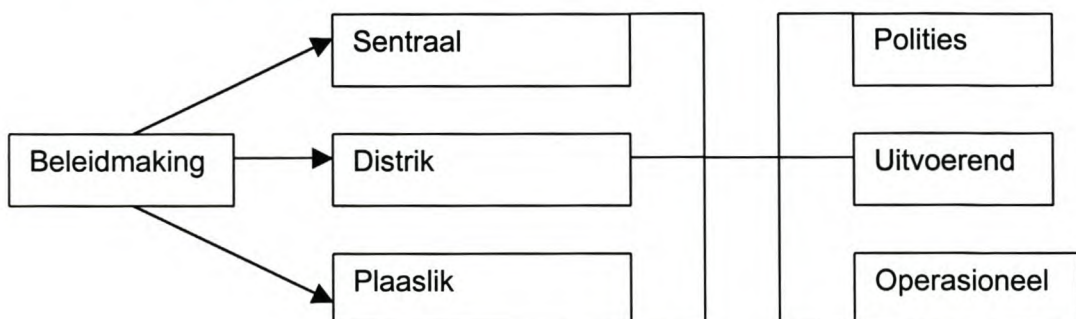 Sentraal
Polities
Beleidmaking
Distrik
Uitvoerend
Plaaslik
Operasioneel